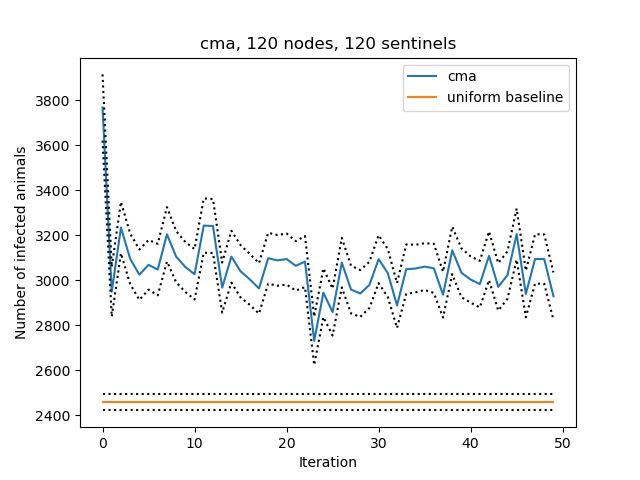 cma, 120 nodes, 120 sentinels
cma
uniform baseline
Number of infected animals
3800
3600
3400
3200
3000
2800
2600
2400
0
10
20
30
40
50
Iteration